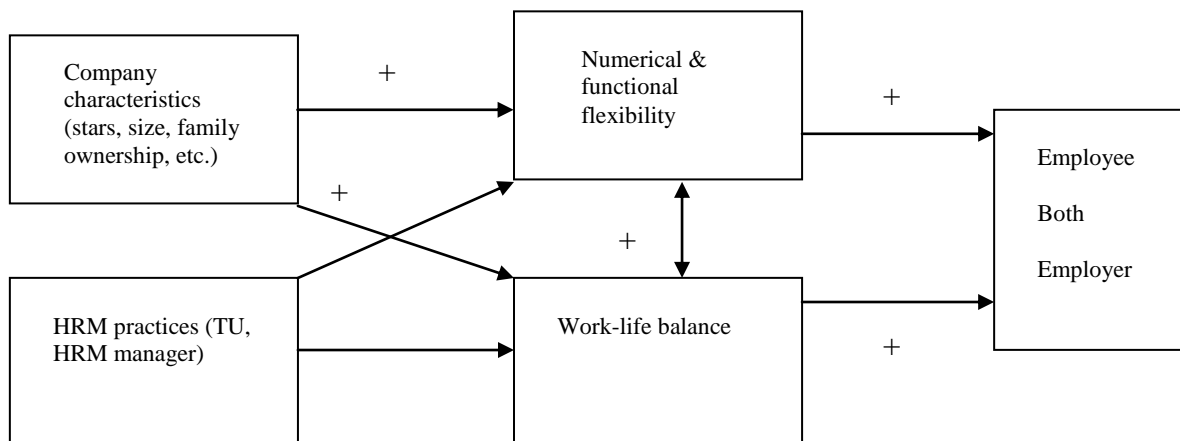 Company
characteristics
(stars, size, family
ownership, etc.)
+
Numerical &
functional
flexibility
+
Employee
Both
Employer
+
+
HRM practices (TU,
HRM manager)
Work-life balance
+